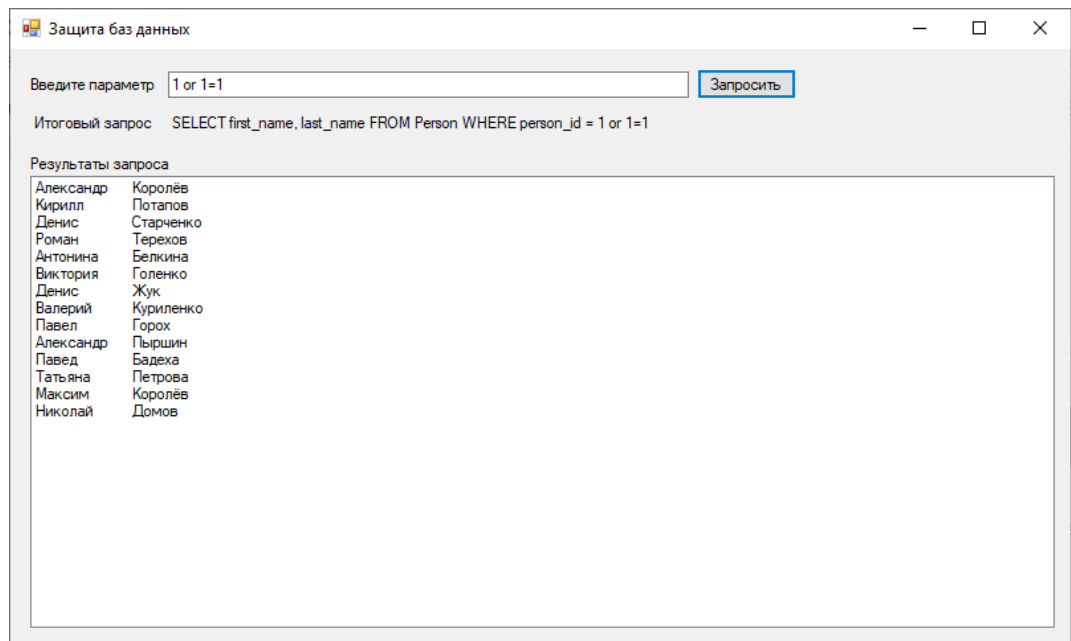 Защита баз данных
Введите параметр 1 or 1=1 Запросить
Итоговый запрос SELECT first_name, last_name FROM Person WHERE person_id = 1 or 1=1
Результаты запроса
Александр Королёв
Кирилл Потапов
Денис Старченко
Роман Терехов
Антонина Белкина
Виктория Голенко
Денис Жук
Валерий Куриленко
Павел Горох
Александр Пыршин
Павед Бадеха
Татьяна Петрова
Максим Королёв
Николай Домов